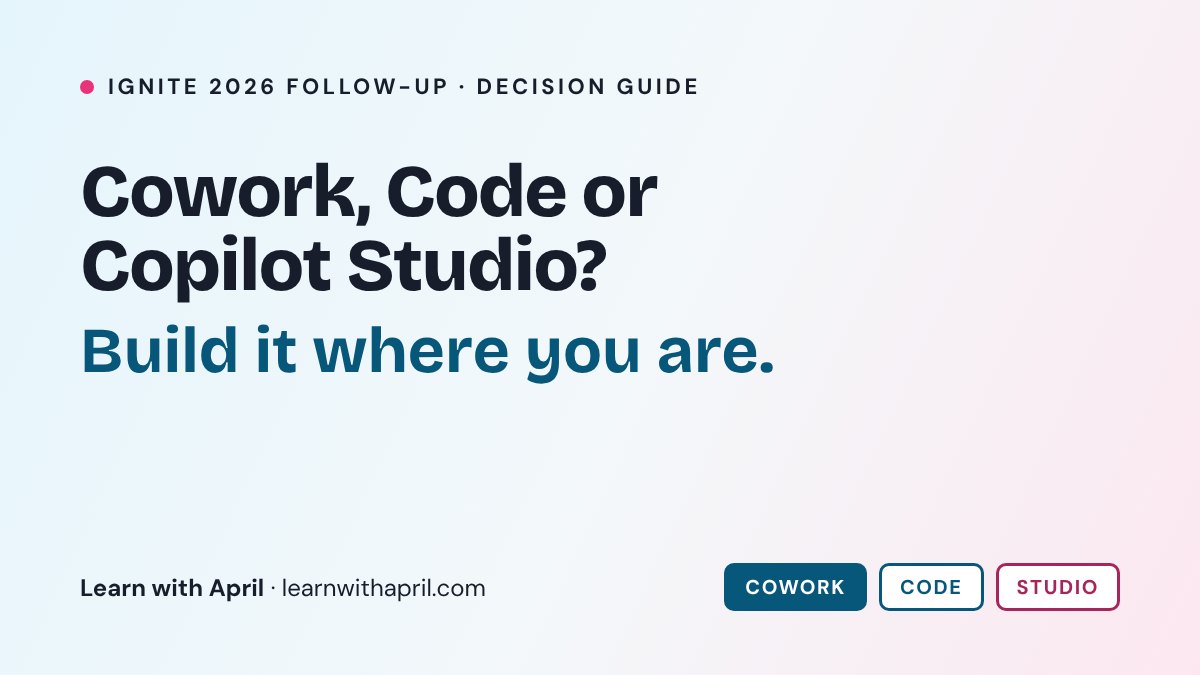 IGNITE 2026 FOLLOW-UP · DECISION GUIDE
Cowork, Code or
Copilot Studio?
Build it where you are.
Learn with April · learnwithapril.com
COWORK
CODE
STUDIO